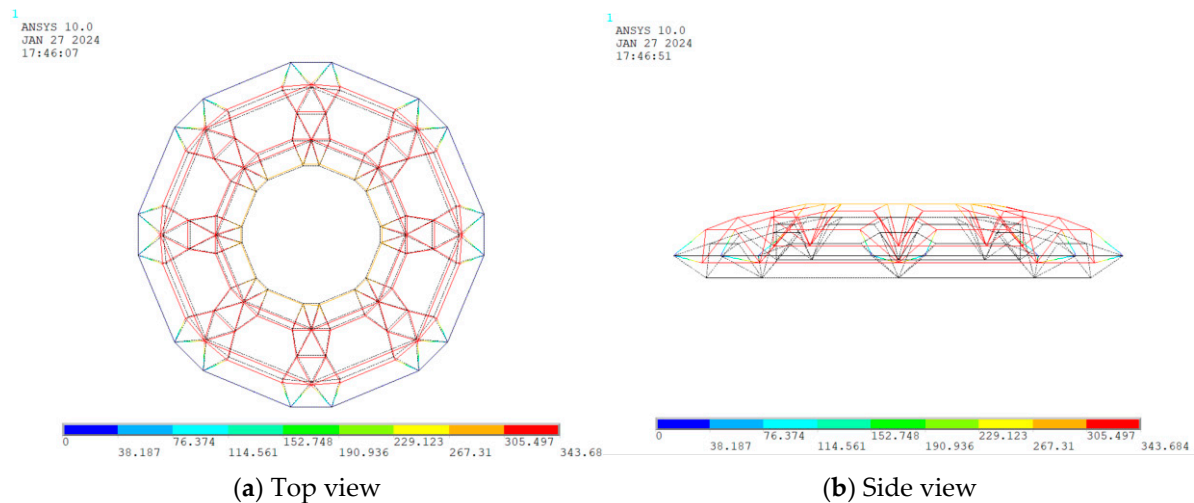 1
ANSYS 10.0
JAN 27 2024
17:46:07
0 76.374 152.748 229.123 305.497
38.187 114.561 190.936 267.31 343.68
(a) Top view
1
ANSYS 10.0
JAN 27 2024
17:46:51
0 76.374 152.748 229.123 305.497
38.187 114.561 190.936 267.31 343.684
(b) Side view